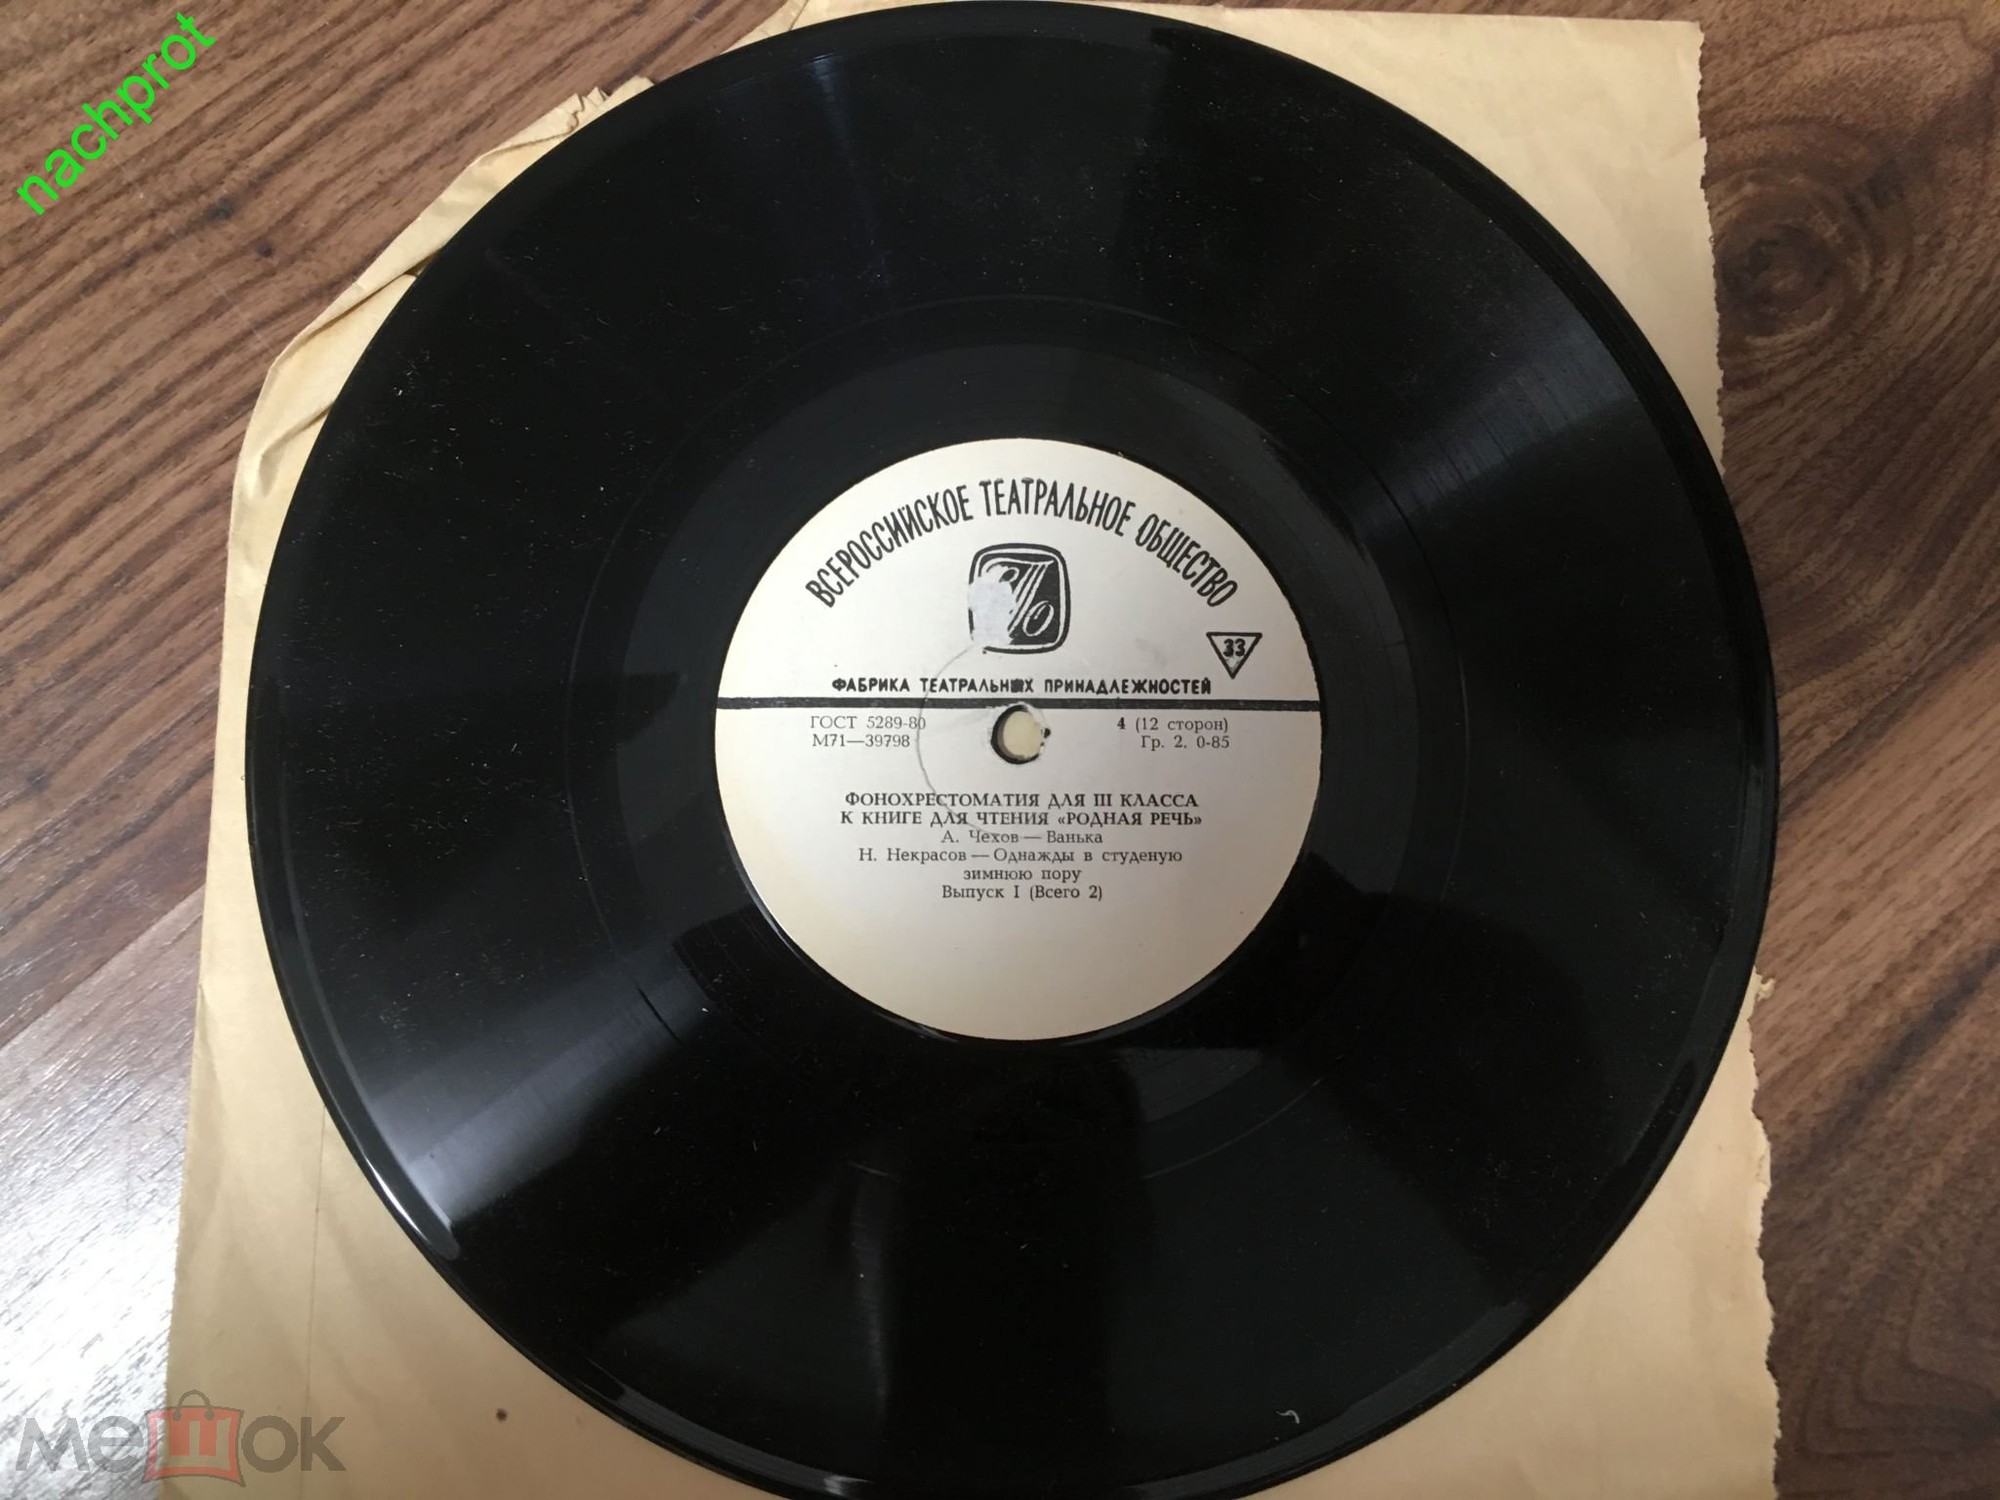 nachprot
ВСЕРОССИЙСКОЕ ТЕАТРАЛЬНОЕ ОБЩЕСТВО
ВТО
33
ФАБРИКА ТЕАТРАЛЬНЫХ ПРИНАДЛЕЖНОСТЕЙ
ГОСТ 5289-80
М71—39798
4 (12 сторон)
Гр. 2. 0-85
ФОНОХРЕСТОМАТИЯ ДЛЯ III КЛАССА
К КНИГЕ ДЛЯ ЧТЕНИЯ «РОДНАЯ РЕЧЬ»
А. Чехов — Ванька
Н. Некрасов — Однажды в студеную
зимнюю пору
Выпуск I (Всего 2)
мешок